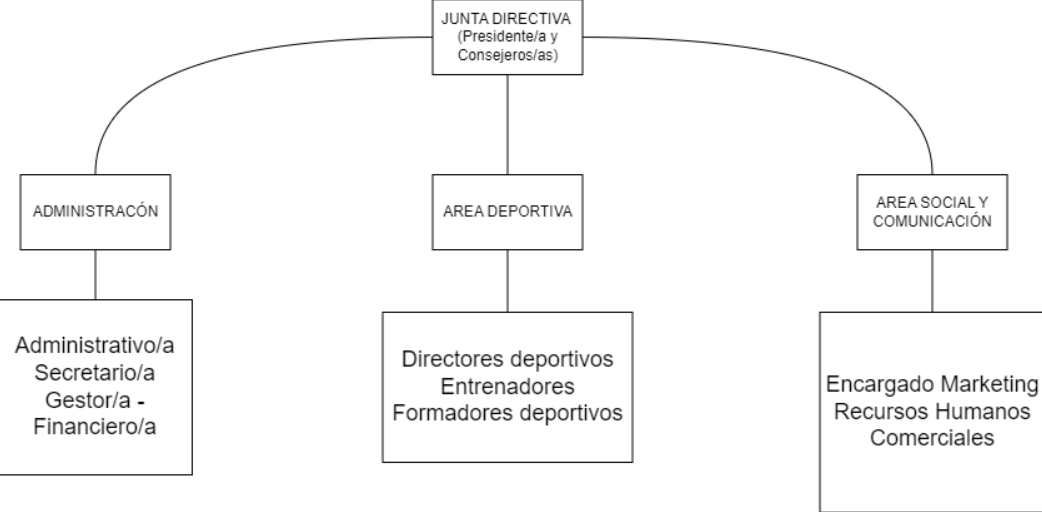 JUNTA DIRECTIVA
(Presidente/a y
Consejeros/as)
ADMINISTRACÓN
AREA DEPORTIVA
AREA SOCIAL Y
COMUNICACIÓN
Administrativo/a
Secretario/a
Gestor/a -
Financiero/a
Directores deportivos
Entrenadores
Formadores deportivos
Encargado Marketing
Recursos Humanos
Comerciales